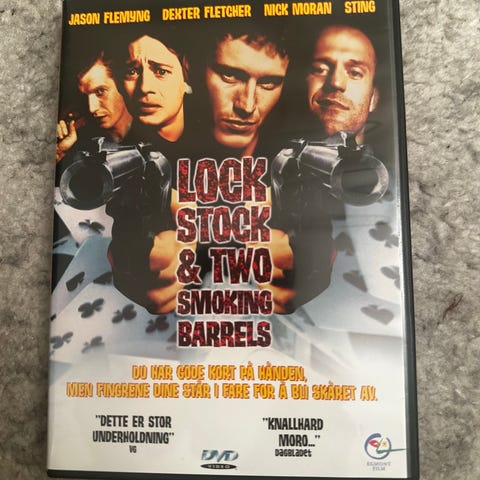 JASON FLEMYNG DEXTER FLETCHER NICK MORAN STING
LOCK
STOCK
& TWO
SMOKING
BARRELS
DU HAR GODE KORT PÅ HÅNDEN,
MEN FINGRENE DINE STÅR I FARE FOR Å BLI SKÅRET AV.
"DETTE ER STOR
UNDERHOLDNING"
VG
"KNALLHARD
MORO..."
DAGBLADET
DVD
VIDEO
EGMONT
FILM